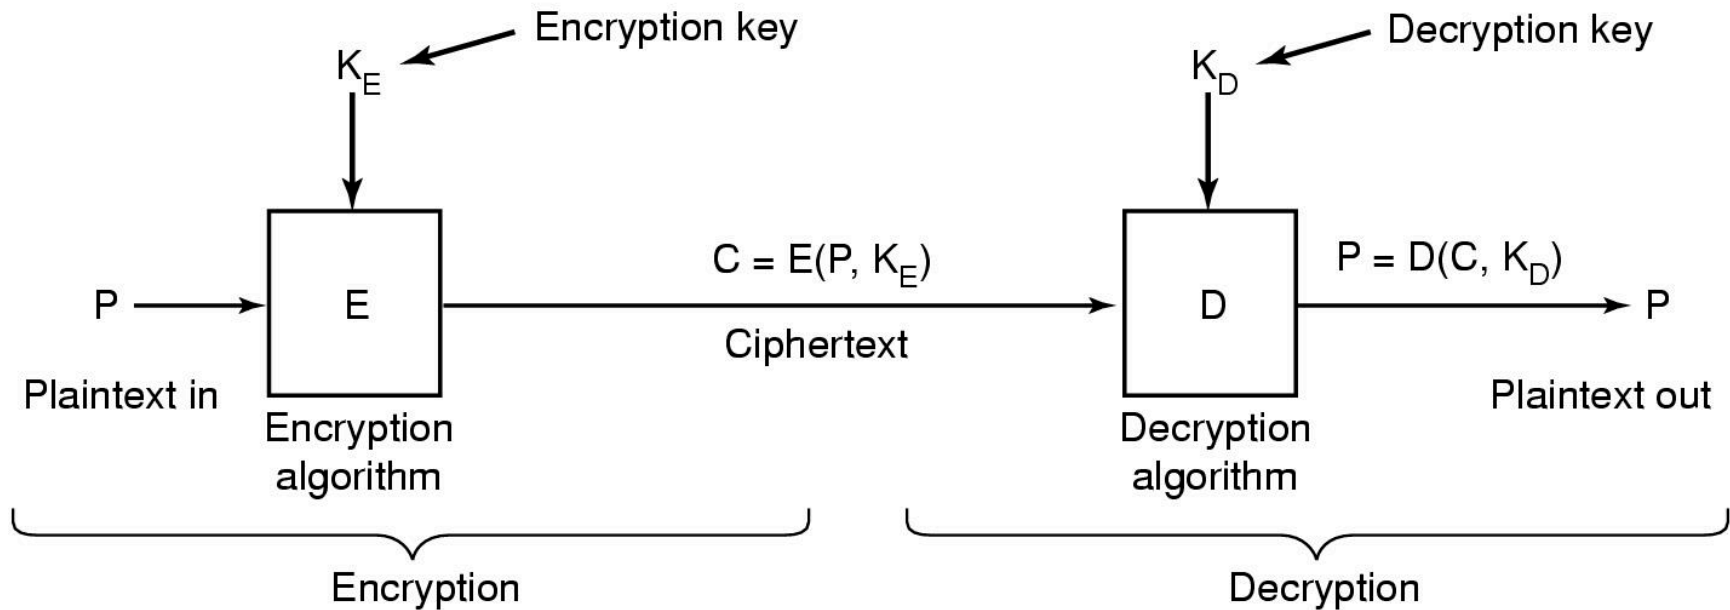 Encryption key
Decryption key
K_E
K_D
C = E(P, K_E)
P = D(C, K_D)
P
E
D
P
Ciphertext
Plaintext in
Plaintext out
Encryption
algorithm
Decryption
algorithm
Encryption
Decryption